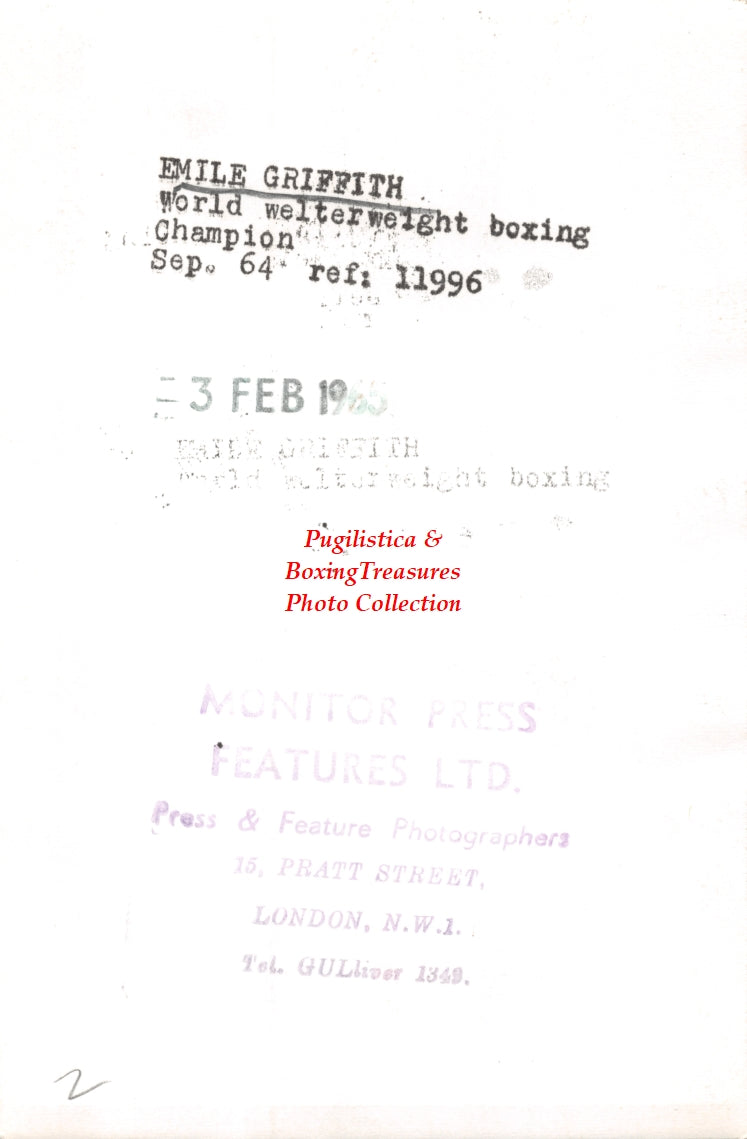 EMILE GRIFFITH
World welterweight boxing
Champion
Sep. 64 ref: 11996
- 3 FEB 1965
EMILE GRIFFITH
World welterweight boxing
Pugilistica &
BoxingTreasures
Photo Collection
MONITOR PRESS
FEATURES LTD.
Press & Feature Photographers
15, PRATT STREET,
LONDON, N.W.1.
Tel. GULliver 1349.
2